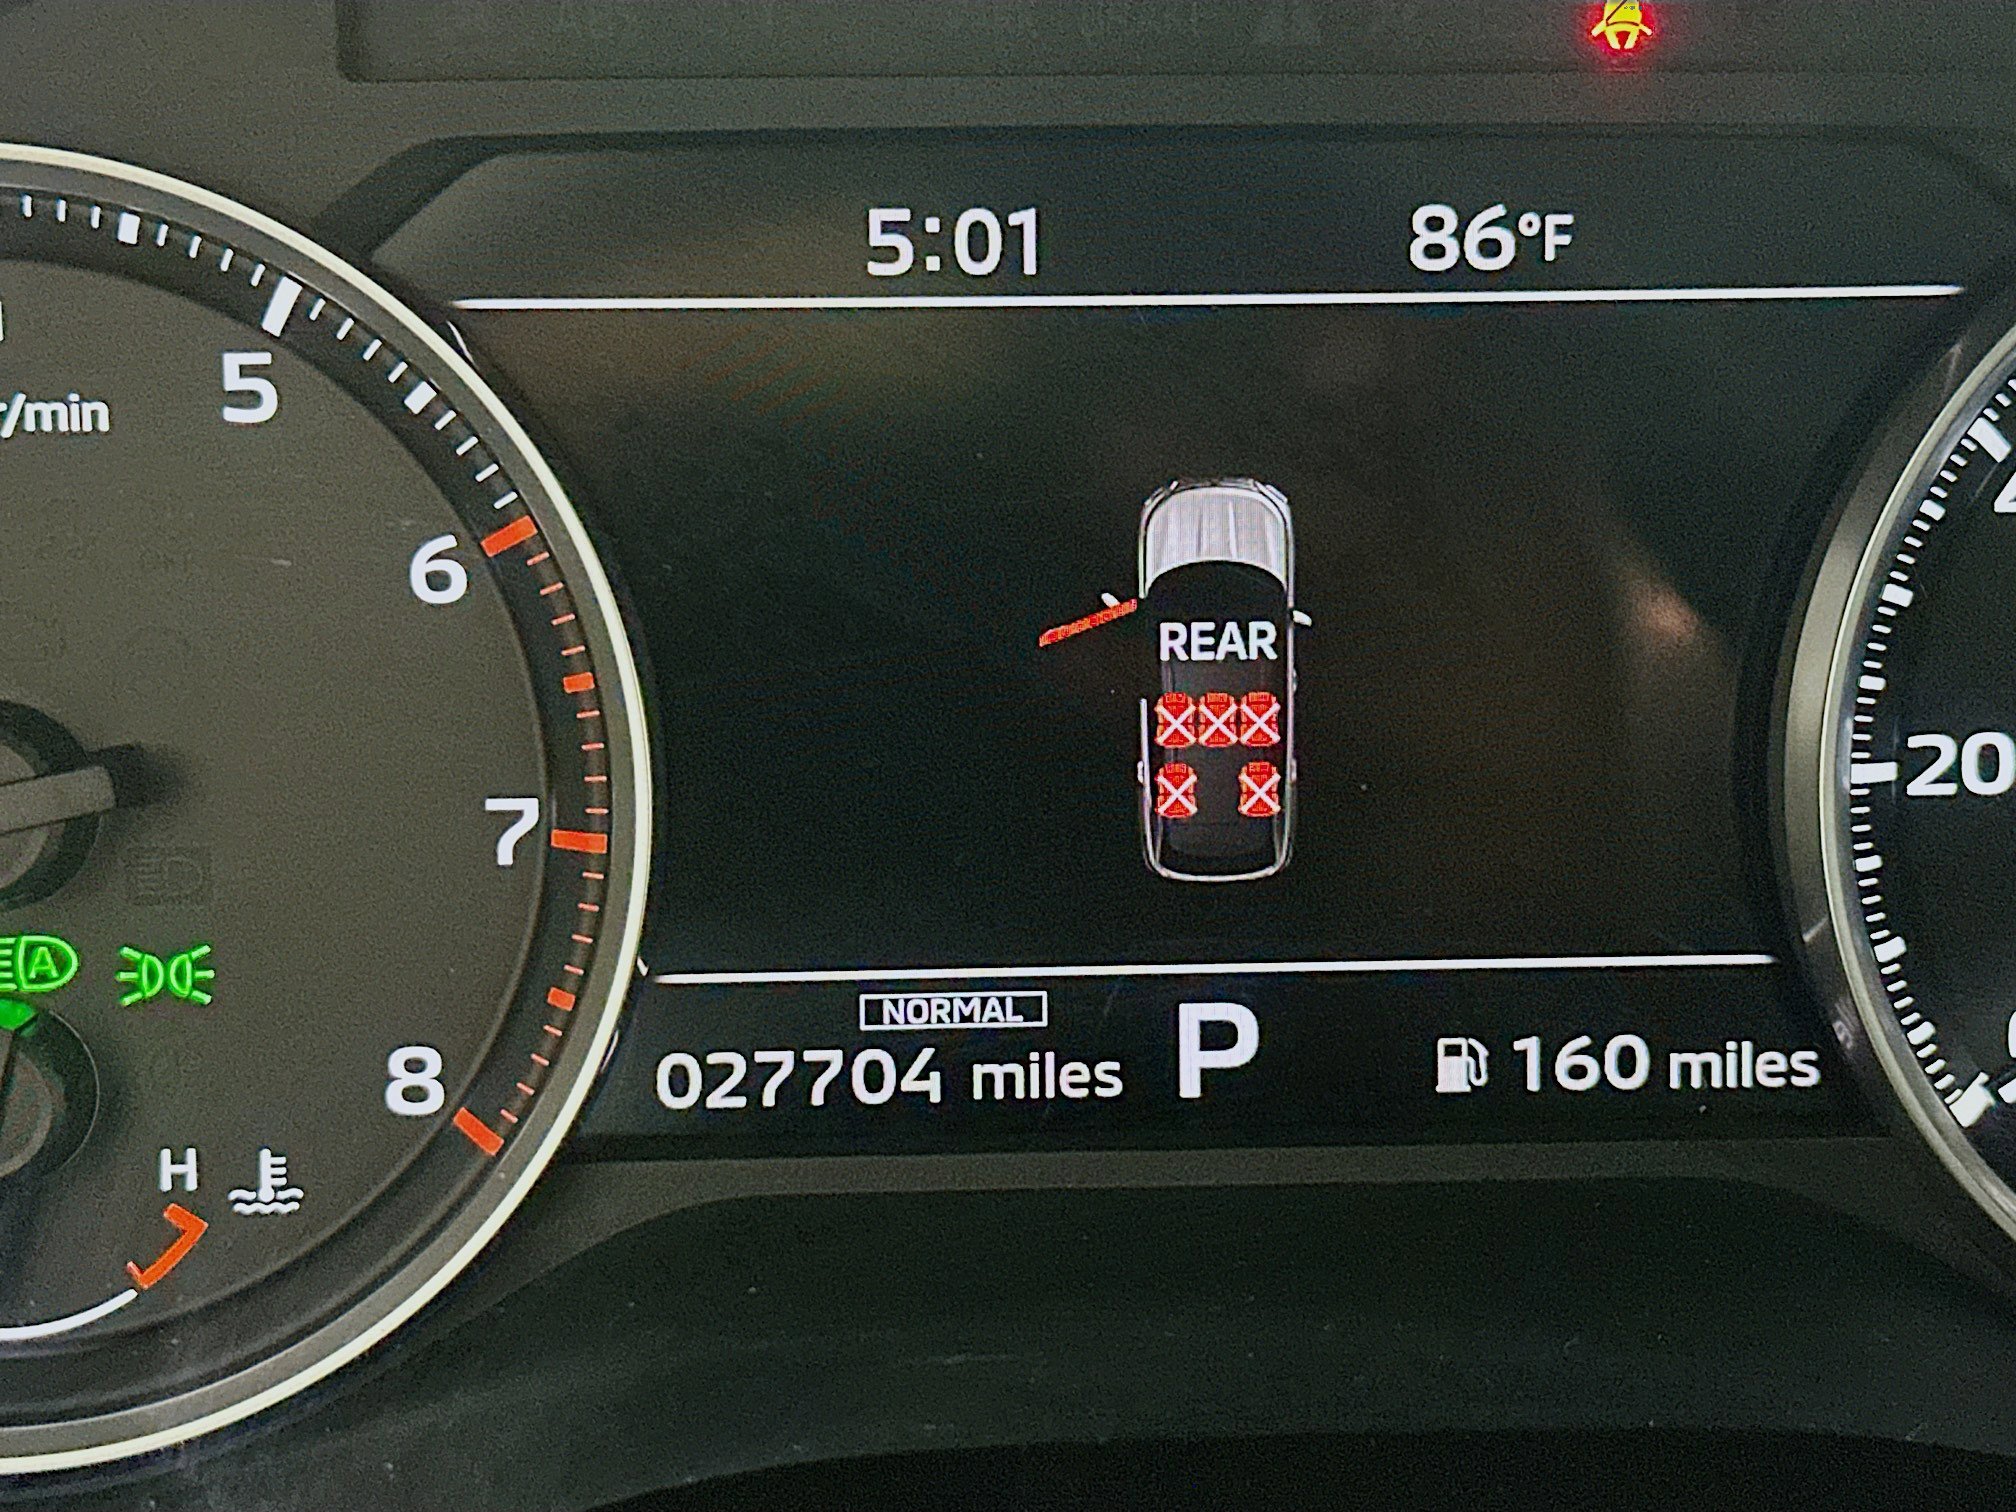 5:01 86°F
5
r/min
6
REAR
7
20
A
NORMAL
8
027704 miles P 160 miles
H